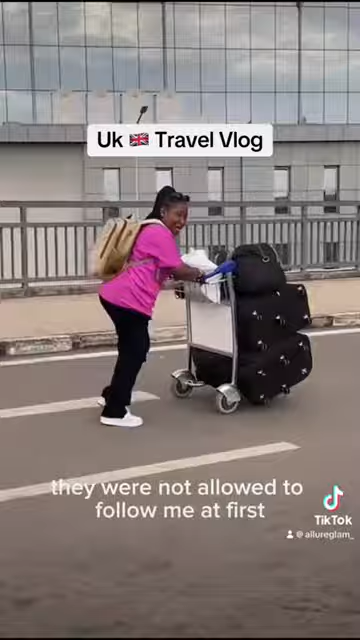 Uk 🇬🇧 Travel Vlog
they were not allowed to
follow me at first
TikTok
@allureglam_